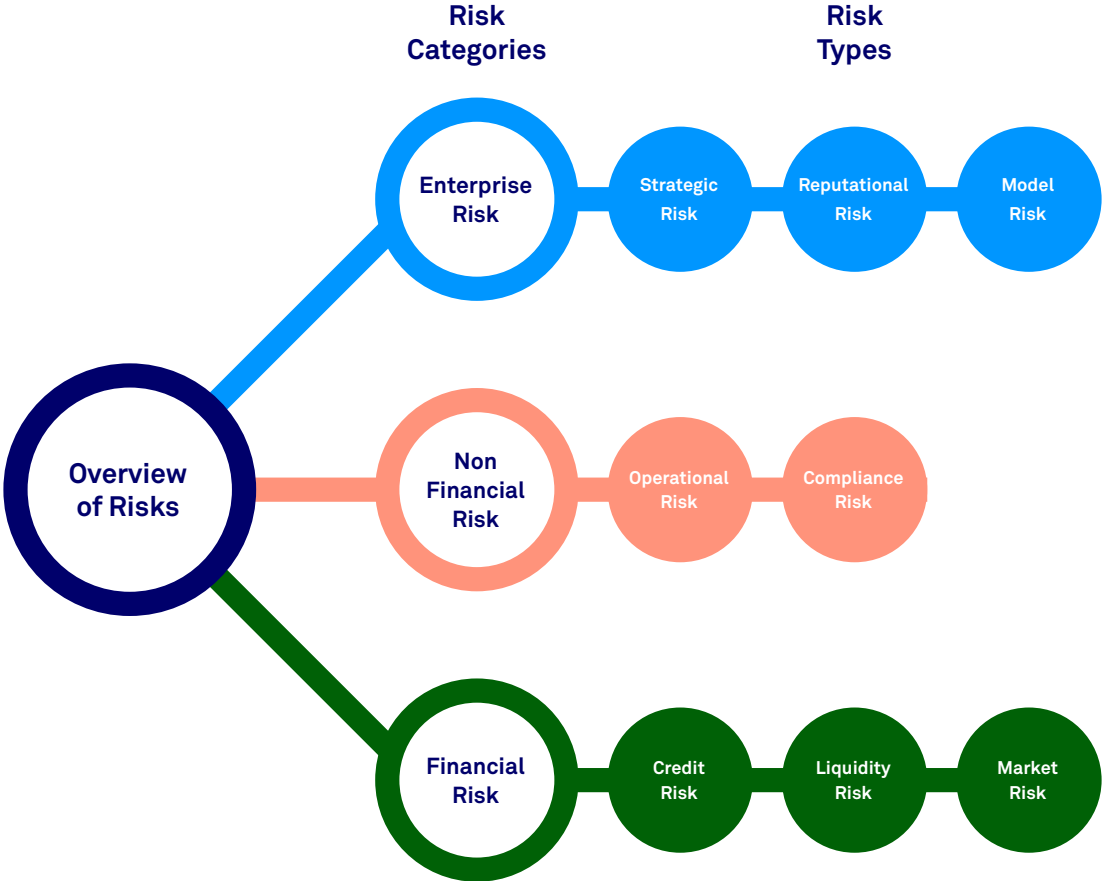 Risk
Categories
Risk
Types
Enterprise
Risk
Strategic
Risk
Reputational
Risk
Model
Risk
Overview
of Risks
Non
Financial
Risk
Operational
Risk
Compliance
Risk
Financial
Risk
Credit
Risk
Liquidity
Risk
Market
Risk